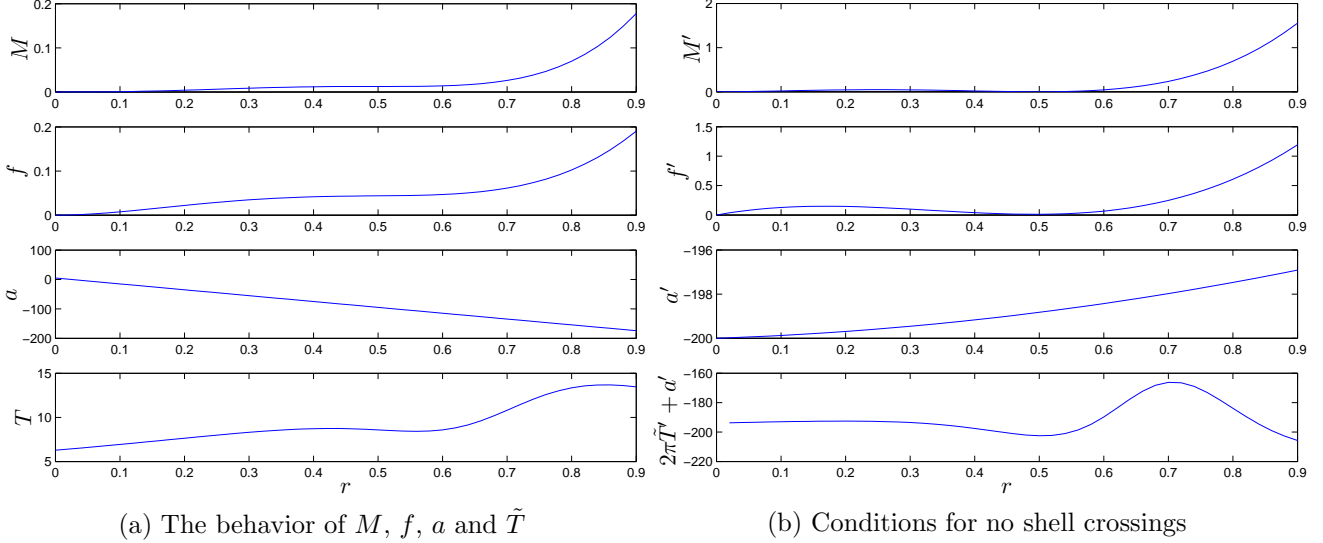 0.2
0.1
0
M
0 0.1 0.2 0.3 0.4 0.5 0.6 0.7 0.8 0.9
0.2
0.1
0
f
0 0.1 0.2 0.3 0.4 0.5 0.6 0.7 0.8 0.9
100
0
−100
−200
a
0 0.1 0.2 0.3 0.4 0.5 0.6 0.7 0.8 0.9
15
10
5
T
0 0.1 0.2 0.3 0.4 0.5 0.6 0.7 0.8 0.9
r
(a) The behavior of M, f, a and T̃
2
1
0
M′
0 0.1 0.2 0.3 0.4 0.5 0.6 0.7 0.8 0.9
1.5
1
0.5
0
f′
0 0.1 0.2 0.3 0.4 0.5 0.6 0.7 0.8 0.9
−196
−198
−200
a′
0 0.1 0.2 0.3 0.4 0.5 0.6 0.7 0.8 0.9
−160
−180
−200
−220
2πT̃′ + a′
0 0.1 0.2 0.3 0.4 0.5 0.6 0.7 0.8 0.9
r
(b) Conditions for no shell crossings